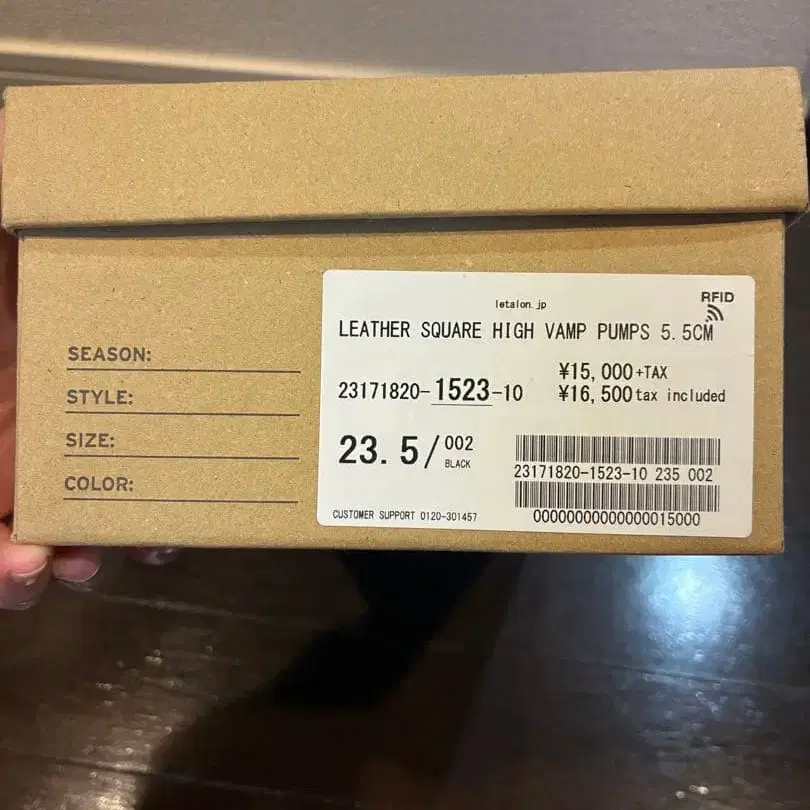 SEASON:
STYLE:
SIZE:
COLOR:
letalon.jp
RFID
LEATHER SQUARE HIGH VAMP PUMPS 5.5CM
23171820-1523-10
¥15,000+TAX
¥16,500tax included
23.5/002
BLACK
23171820-1523-10 235 002
CUSTOMER SUPPORT 0120-301457
00000000000000015000